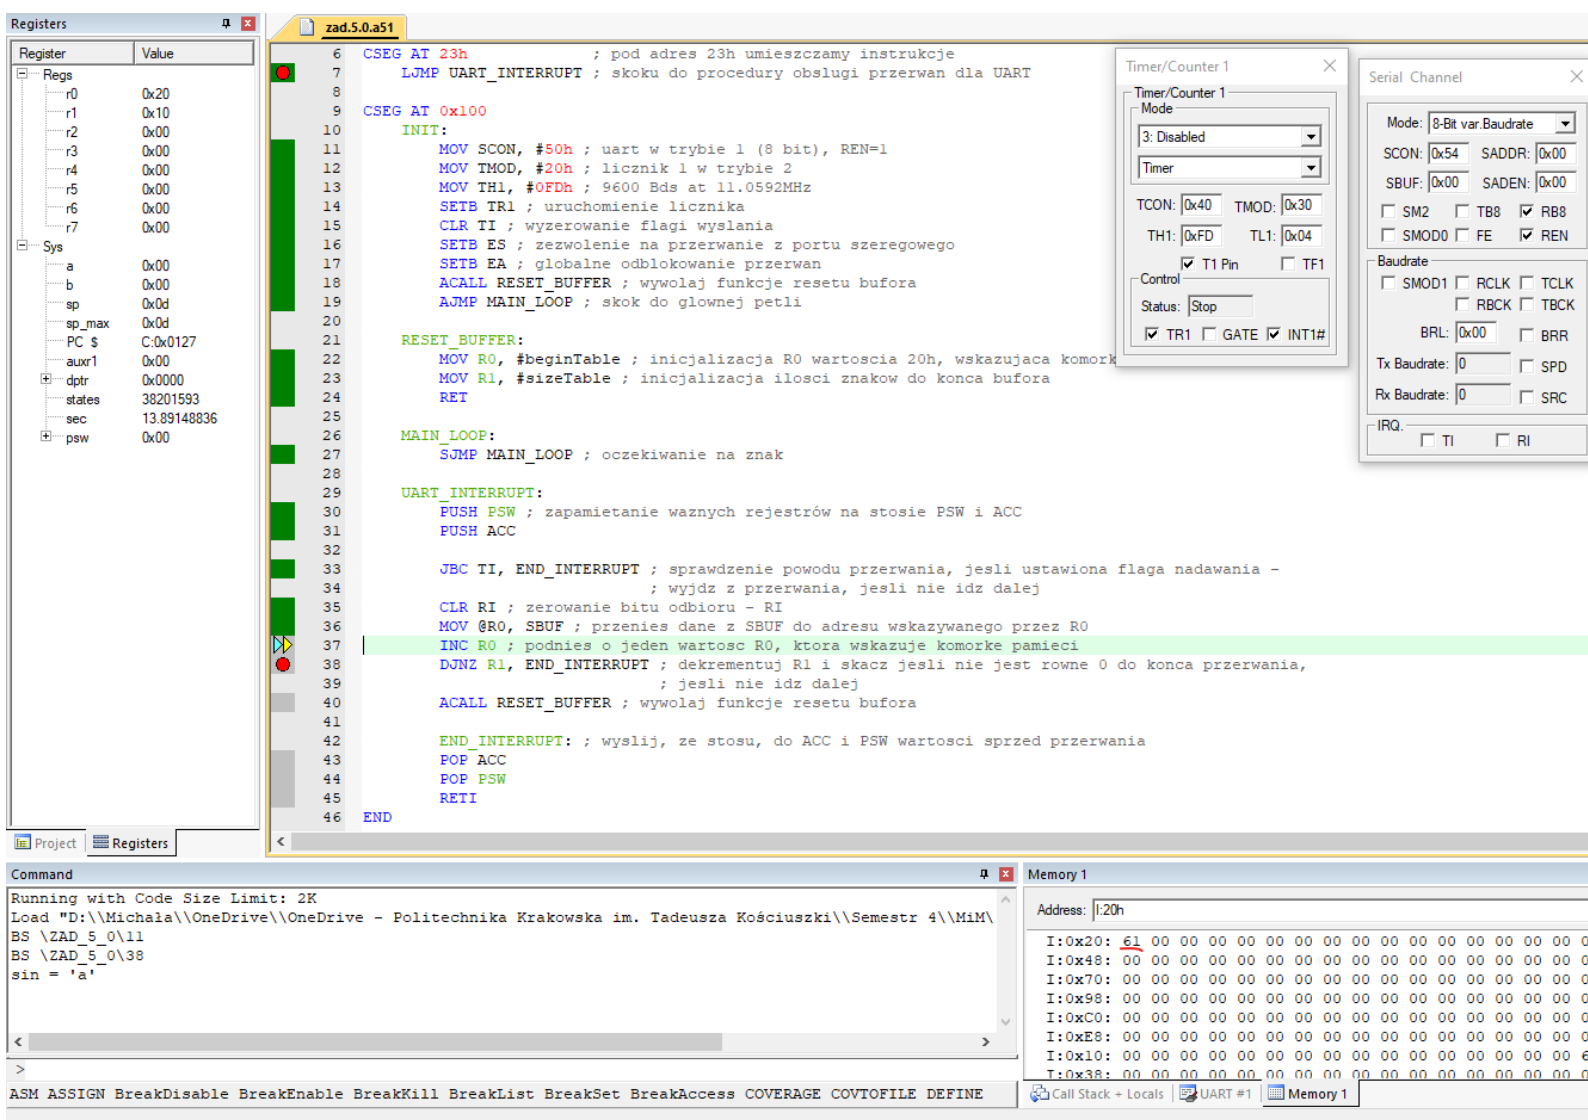 Registers
Register Value
Regs
r0 0x20
r1 0x10
r2 0x00
r3 0x00
r4 0x00
r5 0x00
r6 0x00
r7 0x00
Sys
a 0x00
b 0x00
sp 0x0d
sp_max 0x0d
PC $ C:0x0127
auxr1 0x00
dptr 0x0000
states 38201593
sec 13.89148836
psw 0x00
Project Registers
zad.5.0.a51
6 CSEG AT 23h ; pod adres 23h umieszczamy instrukcje
7 LJMP UART_INTERRUPT ; skoku do procedury obslugi przerwan dla UART
8
9 CSEG AT 0x100
10 INIT:
11 MOV SCON, #50h ; uart w trybie 1 (8 bit), REN=1
12 MOV TMOD, #20h ; licznik 1 w trybie 2
13 MOV TH1, #0FDh ; 9600 Bds at 11.0592MHz
14 SETB TR1 ; uruchomienie licznika
15 CLR TI ; wyzerowanie flagi wyslania
16 SETB ES ; zezwolenie na przerwanie z portu szeregowego
17 SETB EA ; globalne odblokowanie przerwan
18 ACALL RESET_BUFFER ; wywolaj funkcje resetu bufora
19 AJMP MAIN_LOOP ; skok do glownej petli
20
21 RESET_BUFFER:
22 MOV R0, #beginTable ; inicjalizacja R0 wartoscia 20h, wskazujaca komork
23 MOV R1, #sizeTable ; inicjalizacja ilosci znakow do konca bufora
24 RET
25
26 MAIN_LOOP:
27 SJMP MAIN_LOOP ; oczekiwanie na znak
28
29 UART_INTERRUPT:
30 PUSH PSW ; zapamietanie waznych rejestrów na stosie PSW i ACC
31 PUSH ACC
32
33 JBC TI, END_INTERRUPT ; sprawdzenie powodu przerwania, jesli ustawiona flaga nadawania -
34 ; wyjdz z przerwania, jesli nie idz dalej
35 CLR RI ; zerowanie bitu odbioru - RI
36 MOV @R0, SBUF ; przenies dane z SBUF do adresu wskazywanego przez R0
37 INC R0 ; podnies o jeden wartosc R0, ktora wskazuje komorke pamieci
38 DJNZ R1, END_INTERRUPT ; dekrementuj R1 i skacz jesli nie jest rowne 0 do konca przerwania,
39 ; jesli nie idz dalej
40 ACALL RESET_BUFFER ; wywolaj funkcje resetu bufora
41
42 END_INTERRUPT: ; wyslij, ze stosu, do ACC i PSW wartosci sprzed przerwania
43 POP ACC
44 POP PSW
45 RETI
46 END
Timer/Counter 1
Timer/Counter 1
Mode
3: Disabled
Timer
TCON: 0x40 TMOD: 0x30
TH1: 0xFD TL1: 0x04
T1 Pin TF1
Control
Status: Stop
TR1 GATE INT1#
Serial Channel
Mode: 8-Bit var.Baudrate
SCON: 0x54 SADDR: 0x00
SBUF: 0x00 SADEN: 0x00
SM2 TB8 RB8
SMOD0 FE REN
Baudrate
SMOD1 RCLK TCLK
RBCK TBCK
BRL: 0x00 BRR
Tx Baudrate: 0 SPD
Rx Baudrate: 0 SRC
IRQ
TI RI
Command
Running with Code Size Limit: 2K
Load "D:\\Michała\\OneDrive\\OneDrive - Politechnika Krakowska im. Tadeusza Kościuszki\\Semestr 4\\MiM\
BS \ZAD_5_0\11
BS \ZAD_5_0\38
sin = 'a'
>
ASM ASSIGN BreakDisable BreakEnable BreakKill BreakList BreakSet BreakAccess COVERAGE COVTOFILE DEFINE
Memory 1
Address: I:20h
I:0x20: 61 00 00 00 00 00 00 00 00 00 00 00 00 00 00 00 0
I:0x48: 00 00 00 00 00 00 00 00 00 00 00 00 00 00 00 00 0
I:0x70: 00 00 00 00 00 00 00 00 00 00 00 00 00 00 00 00 0
I:0x98: 00 00 00 00 00 00 00 00 00 00 00 00 00 00 00 00 0
I:0xC0: 00 00 00 00 00 00 00 00 00 00 00 00 00 00 00 00 0
I:0xE8: 00 00 00 00 00 00 00 00 00 00 00 00 00 00 00 00 0
I:0x10: 00 00 00 00 00 00 00 00 00 00 00 00 00 00 00 00 6
I:0x38: 00 00 00 00 00 00 00 00 00 00 00 00 00 00 00 00 0
Call Stack + Locals UART #1 Memory 1